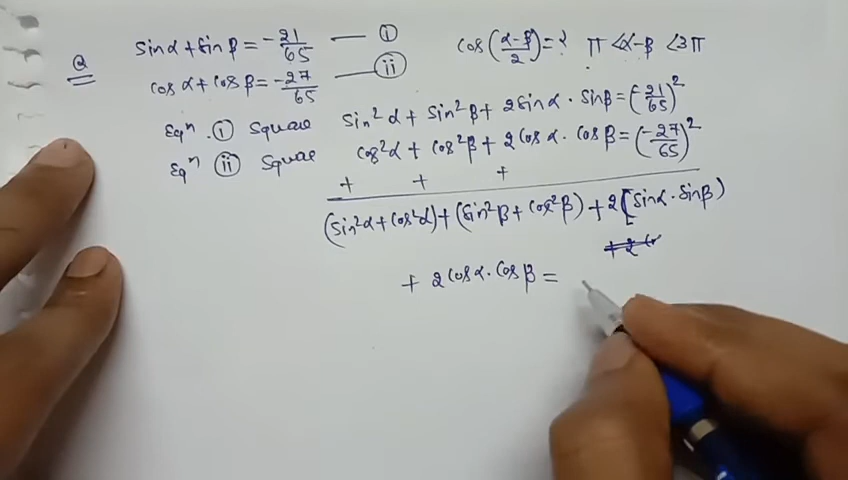 Q sinα + sinβ = -21/65 — (i) cos(α-β/2) = ? π < α-β < 3π
cosα + cosβ = -27/65 — (ii)
Eqⁿ. (i) Square sin²α + sin²β + 2sinα · sinβ = (-21/65)²
Eqⁿ (ii) Square cos²α + cos²β + 2cosα · cosβ = (-27/65)²
+ + +
(sin²α + cos²α) + (sin²β + cos²β) + 2[sinα · sinβ)
+ 2cosα · cosβ =